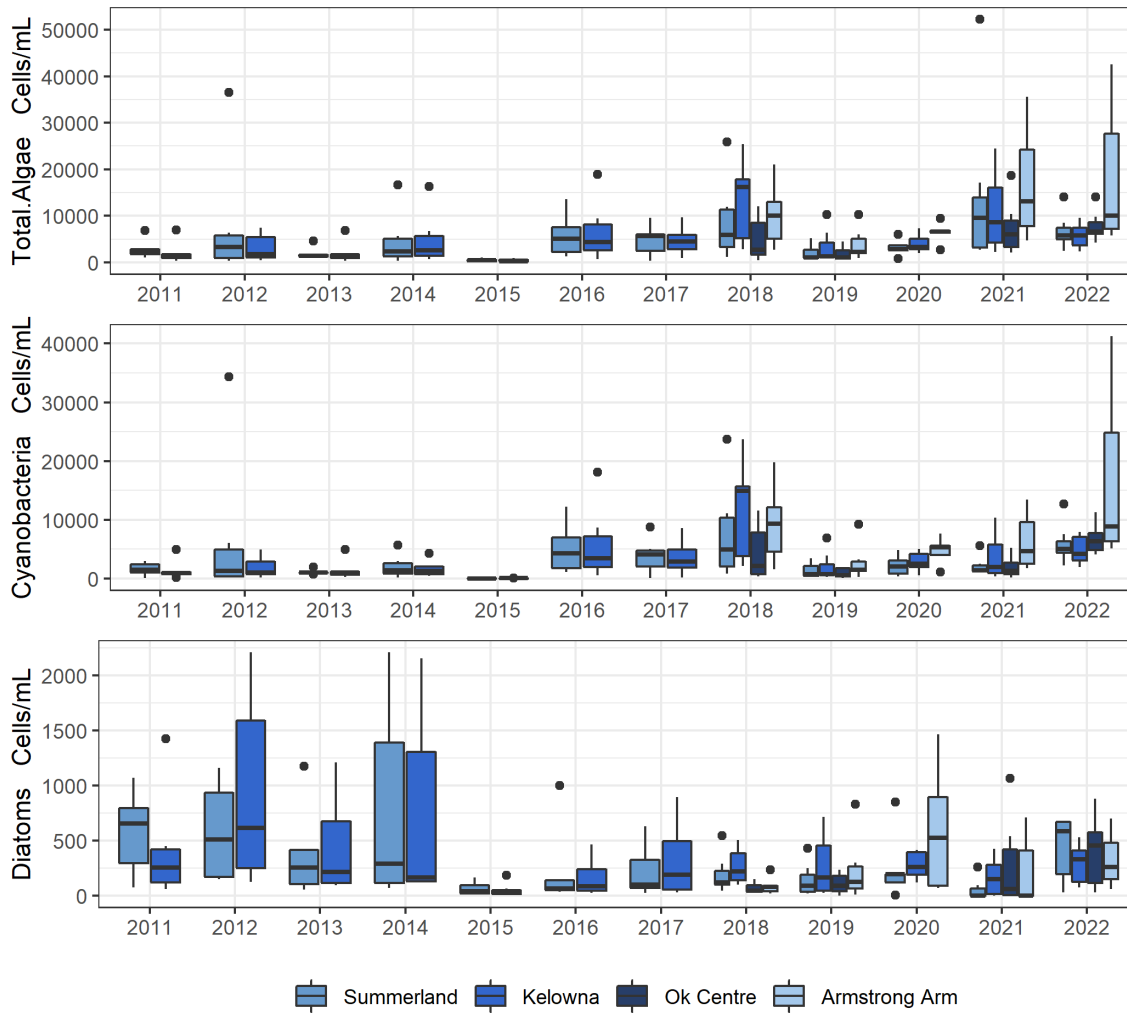 Total.Algae Cells/mL
50000
40000
30000
20000
10000
0
2011 2012 2013 2014 2015 2016 2017 2018 2019 2020 2021 2022
Cyanobacteria Cells/mL
40000
30000
20000
10000
0
2011 2012 2013 2014 2015 2016 2017 2018 2019 2020 2021 2022
Diatoms Cells/mL
2000
1500
1000
500
0
2011 2012 2013 2014 2015 2016 2017 2018 2019 2020 2021 2022
Summerland Kelowna Ok Centre Armstrong Arm